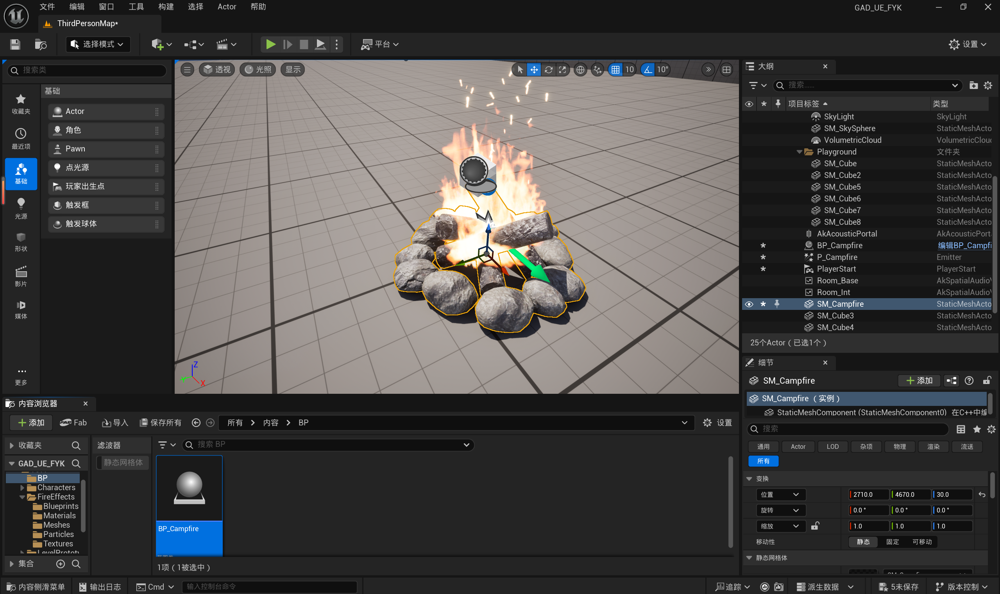 文件 编辑 窗口 工具 构建 选择 Actor 帮助
GAD_UE_FYK
ThirdPersonMap*
选择模式
平台
设置
搜索类
基础
收藏夹
最近项
基础
光源
形状
影片
媒体
更多
Actor
角色
Pawn
点光源
玩家出生点
触发框
触发球体
透视 光照 显示
10 10°
Z
Y
X
大纲
搜索......
项目标签 类型
SkyLight SkyLight
SM_SkySphere StaticMeshActo
VolumetricCloud VolumetricCloud
Playground 文件夹
SM_Cube StaticMeshActo
SM_Cube2 StaticMeshActo
SM_Cube5 StaticMeshActo
SM_Cube6 StaticMeshActo
SM_Cube7 StaticMeshActo
SM_Cube8 StaticMeshActo
AkAcousticPortal AkAcousticPort
BP_Campfire 编辑BP_Campfi
P_Campfire Emitter
PlayerStart PlayerStart
Room_Base AkSpatialAudioV
Room_Int AkSpatialAudioV
SM_Campfire StaticMeshActo
SM_Cube3 StaticMeshActo
SM_Cube4 StaticMeshActo
25个Actor（已选1个）
细节
SM_Campfire
添加
SM_Campfire （实例）
StaticMeshComponent (StaticMeshComponent0) 在C++中编
搜索
通用 Actor LOD 杂项 物理 渲染 流送
所有
变换
位置 2710.0 4670.0 30.0
旋转 0.0 ° 0.0 ° 0.0 °
缩放 1.0 1.0 1.0
移动性 静态 固定 可移动
静态网格体
内容浏览器
添加 Fab 导入 保存所有 所有 内容 BP 设置
收藏夹
GAD_UE_FYK
BP
Characters
FireEffects
Blueprints
Materials
Meshes
Particles
Textures
LevelPrototy
集合
滤波器
静态网格体
搜索 BP
BP_Campfire
1项（1被选中）
内容侧滑菜单 输出日志 Cmd 输入控制台命令
追踪 派生数据 5未保存 版本控制